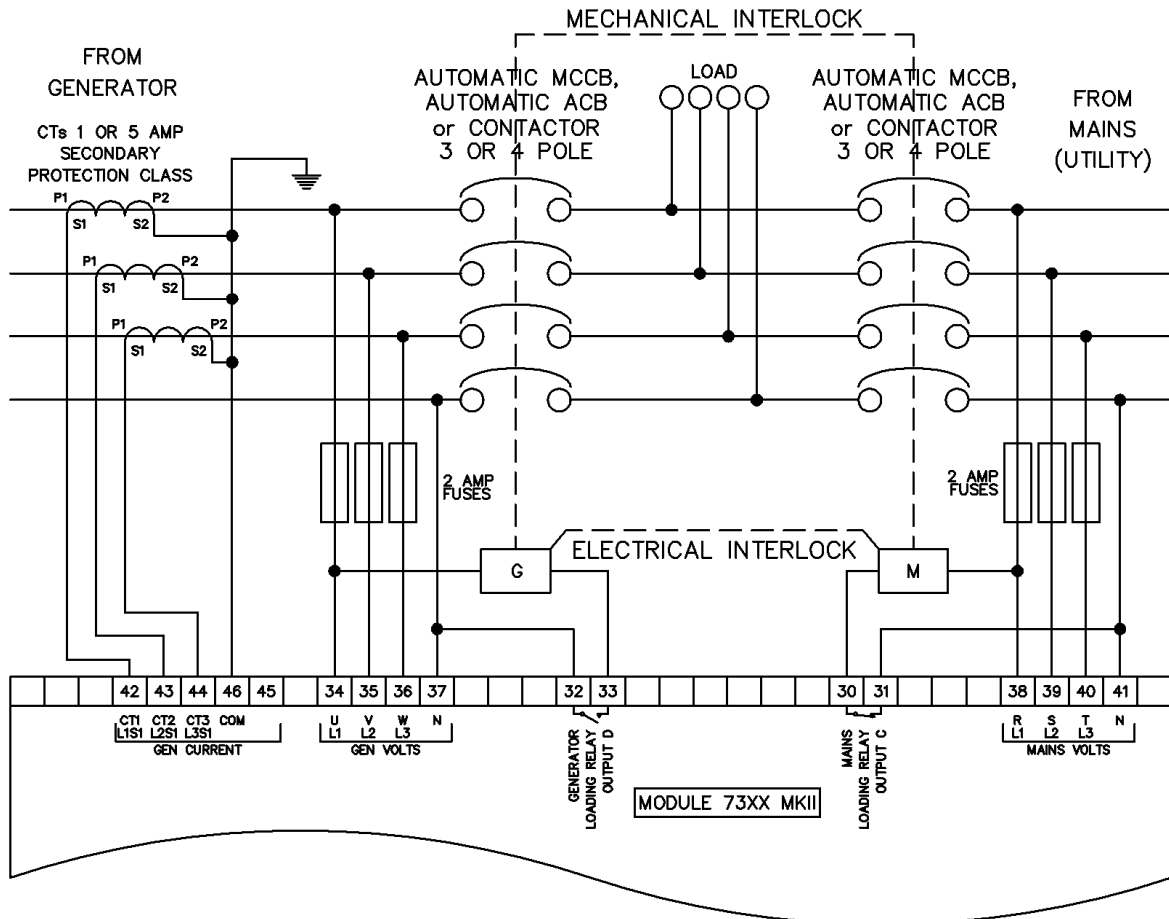 MECHANICAL INTERLOCK
FROM
GENERATOR
CTs 1 OR 5 AMP
SECONDARY
PROTECTION CLASS
AUTOMATIC MCCB,
AUTOMATIC ACB
or CONTACTOR
3 OR 4 POLE
LOAD
AUTOMATIC MCCB,
AUTOMATIC ACB
or CONTACTOR
3 OR 4 POLE
FROM
MAINS
(UTILITY)
P1 P2
S1 S2
P1 P2
S1 S2
P1 P2
S1 S2
2 AMP
FUSES
2 AMP
FUSES
ELECTRICAL INTERLOCK
G
M
42 43 44 46 45 34 35 36 37 32 33 30 31 38 39 40 41
CT1 CT2 CT3 COM
L1S1 L2S1 L3S1
GEN CURRENT
U V W N
L1 L2 L3
GEN VOLTS
GENERATOR
LOADING RELAY
OUTPUT D
MAINS
LOADING RELAY
OUTPUT C
R S T N
L1 L2 L3
MAINS VOLTS
MODULE 73XX MKII